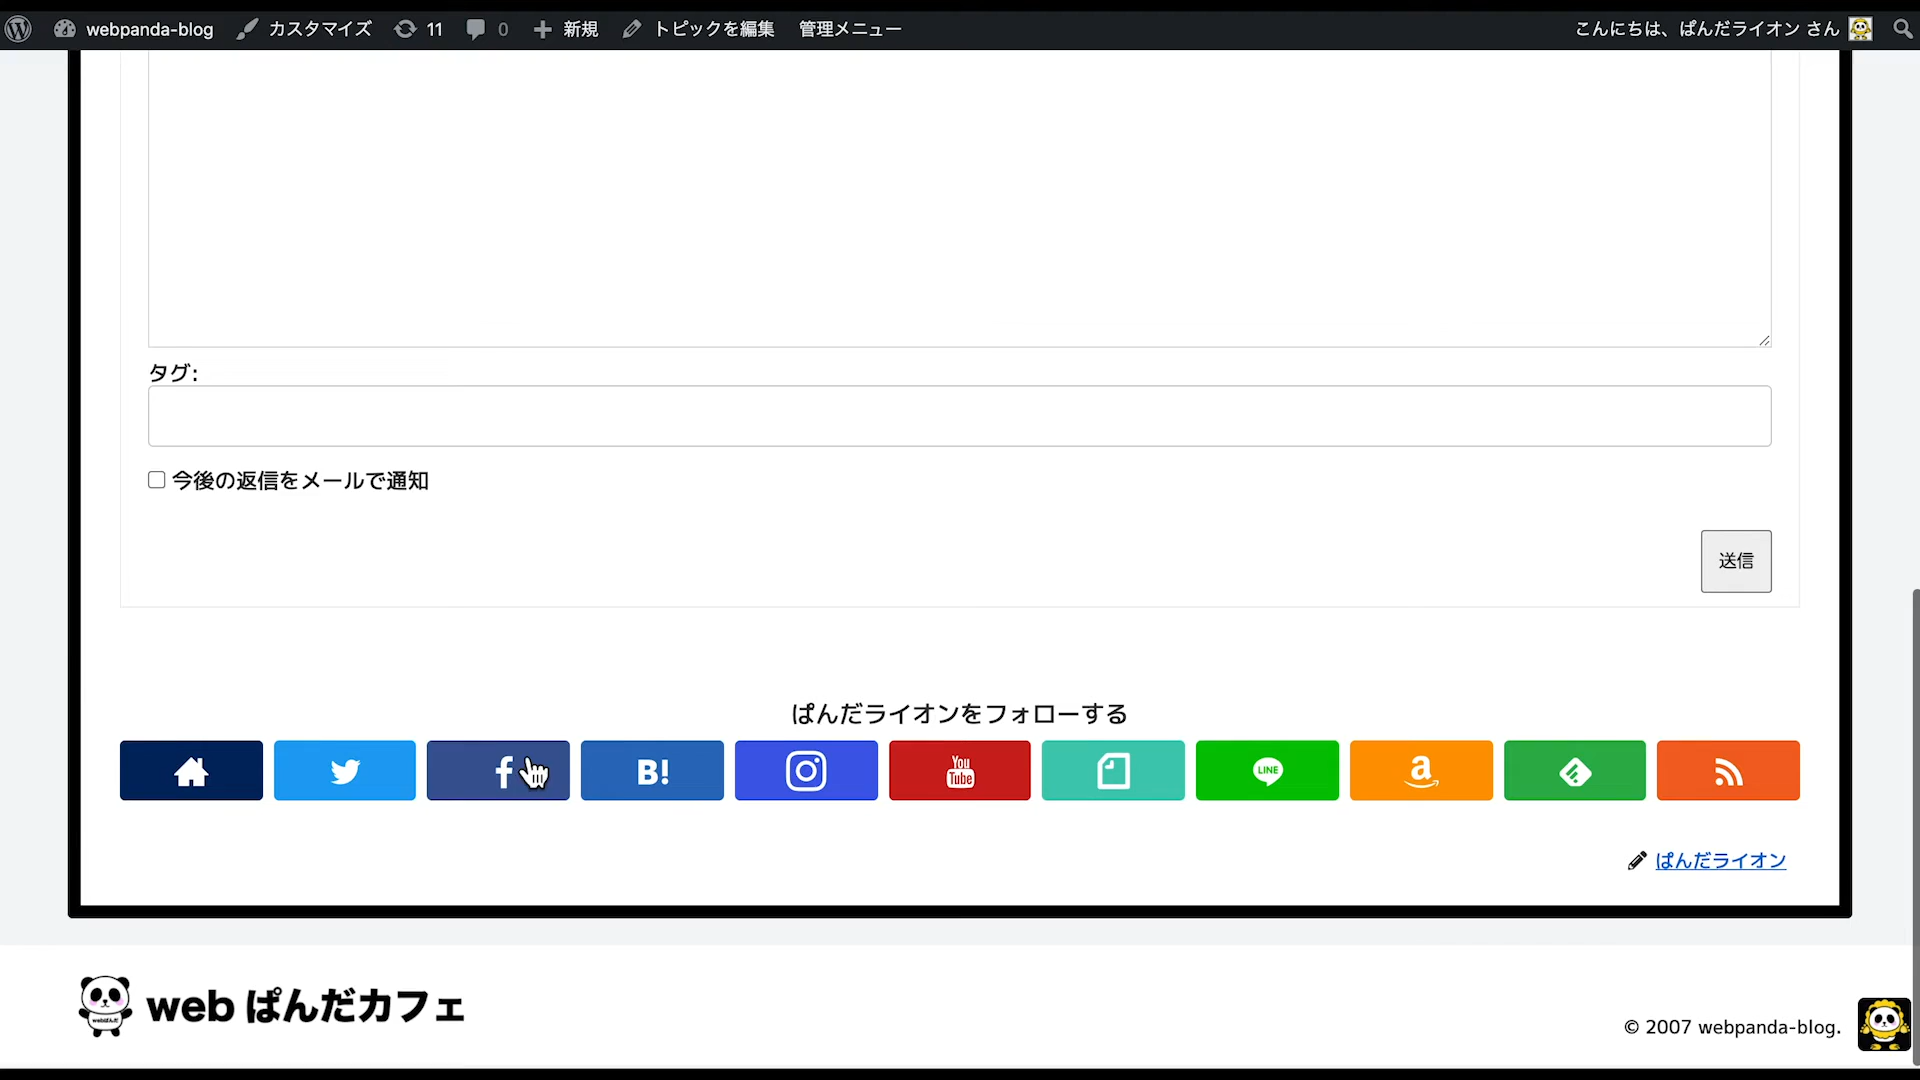 webpanda-blog カスタマイズ 11 0 新規 トピックを編集 管理メニュー こんにちは、ぱんだライオン さん
タグ:
今後の返信をメールで通知
送信
ぱんだライオンをフォローする
B! You Tube LINE a
ぱんだライオン
web ぱんだカフェ
© 2007 webpanda-blog.